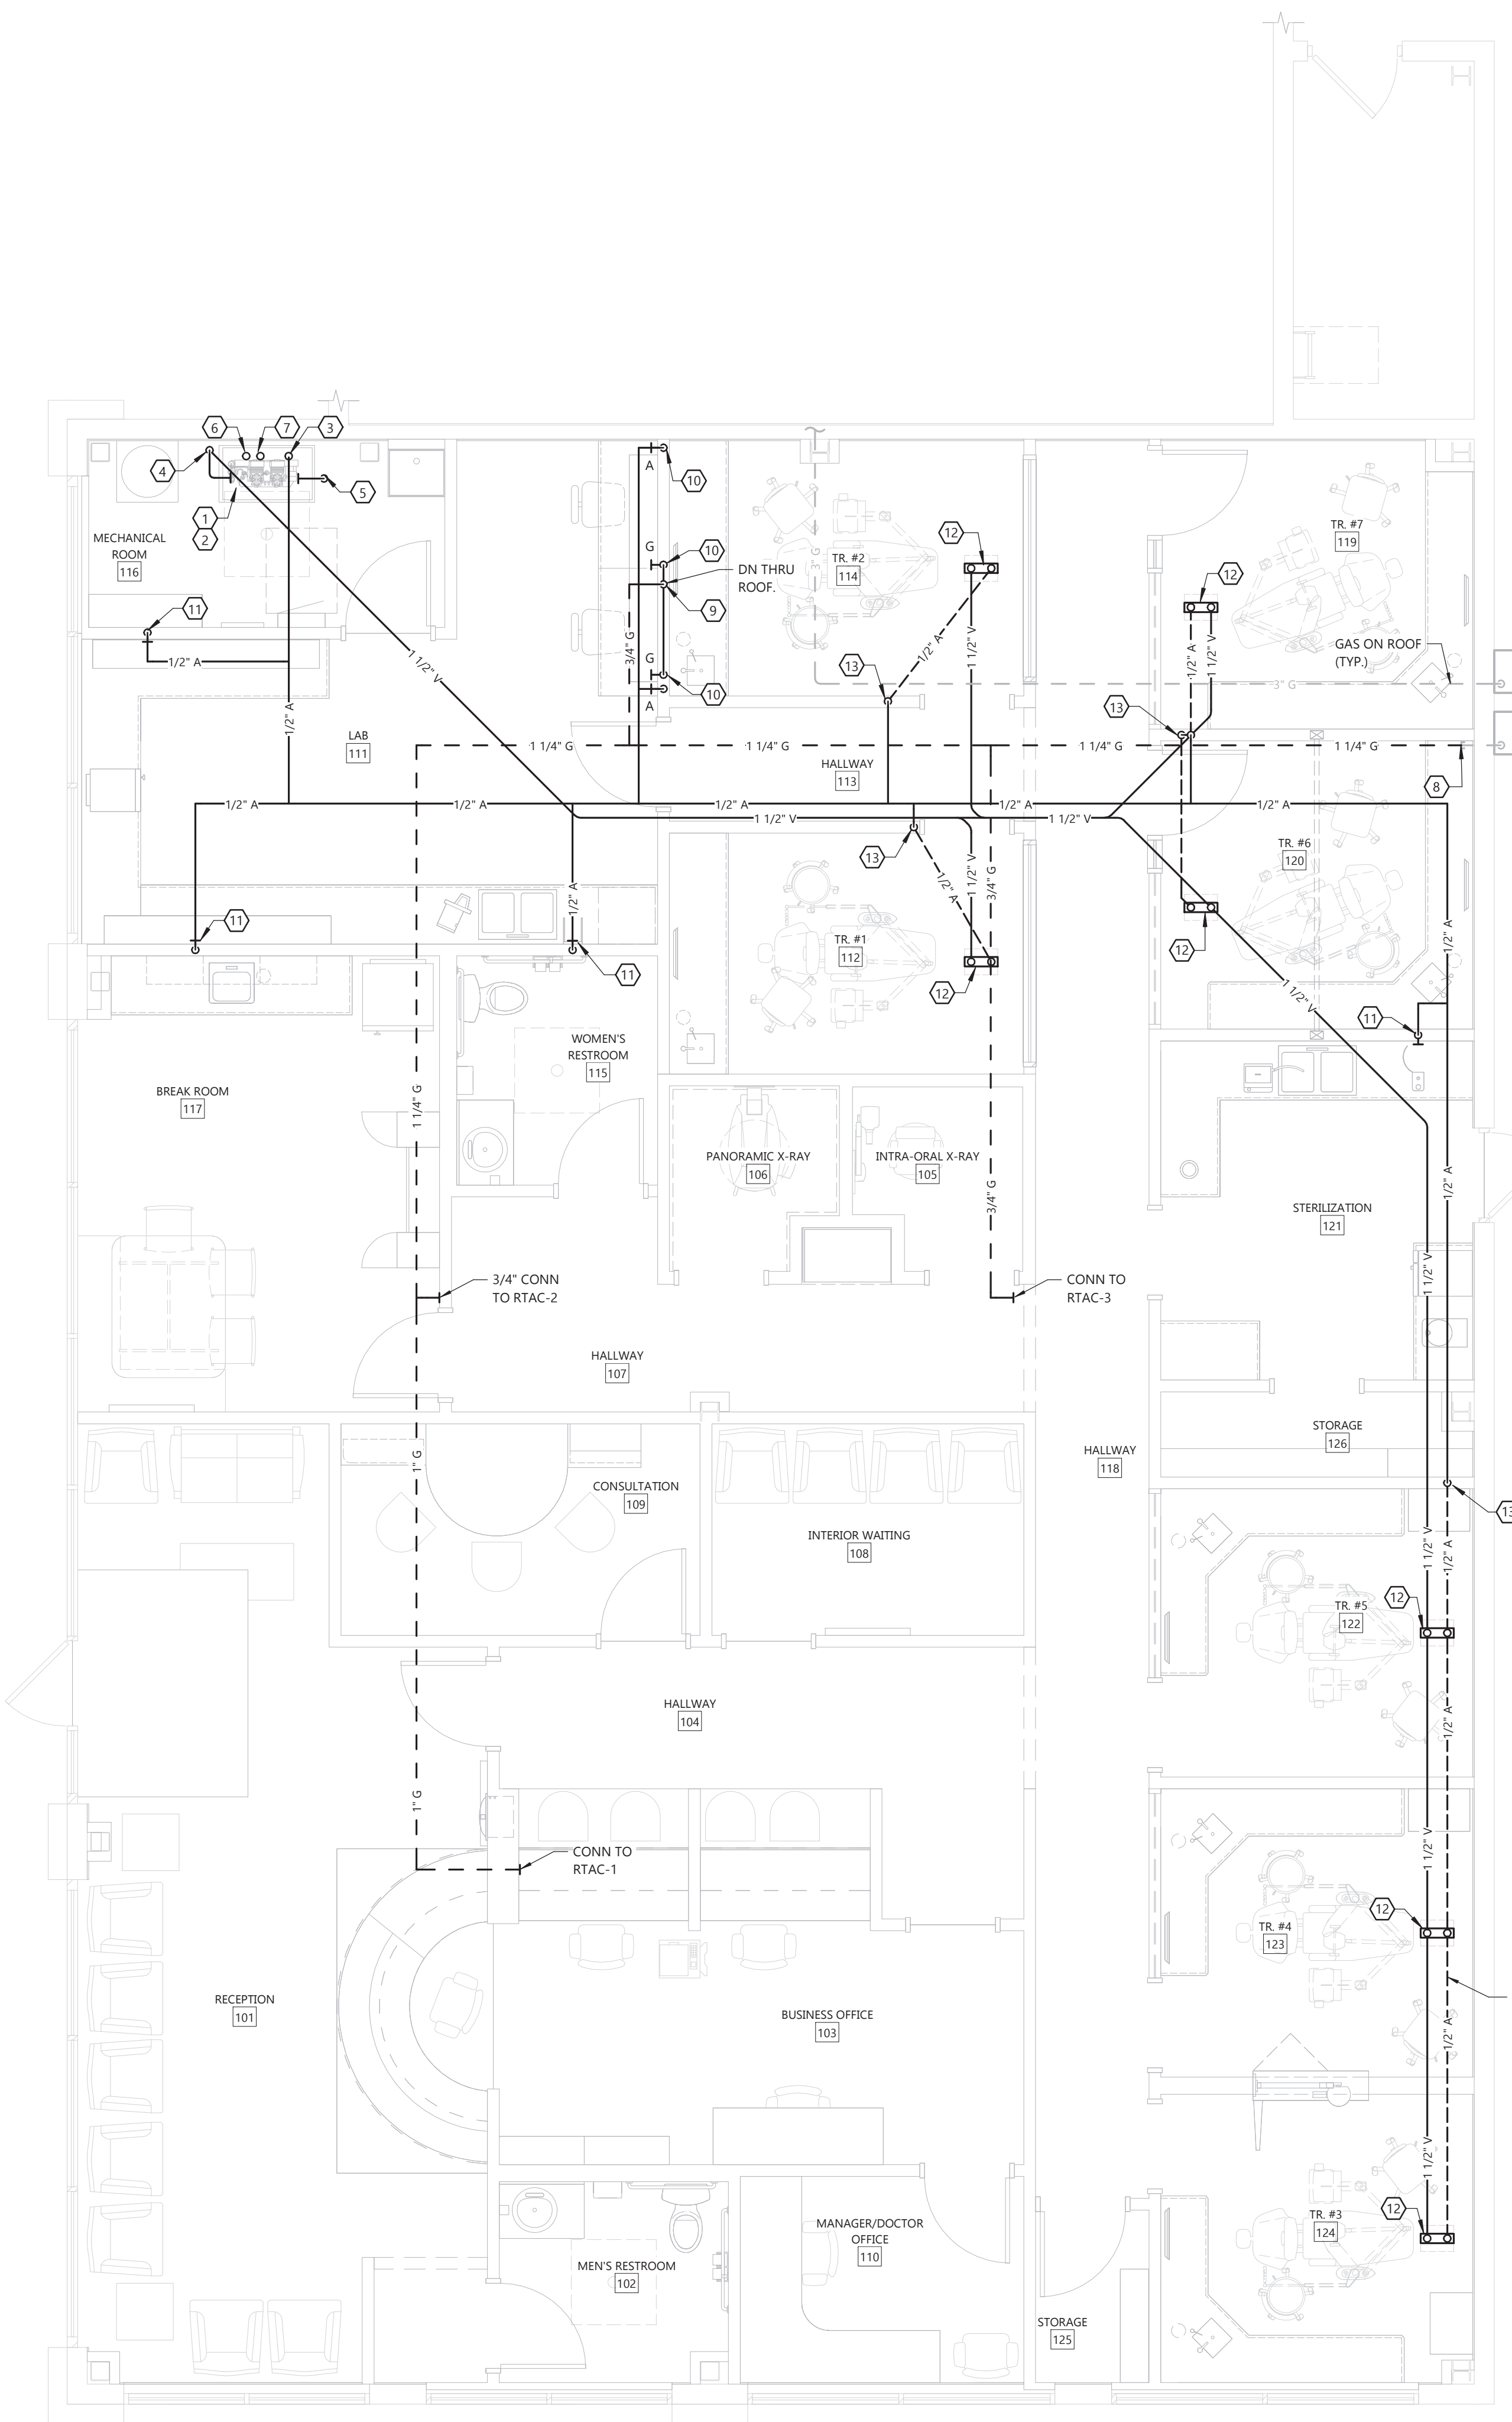 6
7
3
4
5
1
2
MECHANICAL
ROOM
116
11
1/2" A
1/2" A
1 1/2" V
A
10
G
10
DN THRU
ROOF.
9
3/4" G
G
10
A
3" G
TR. #2
114
12
1/2" A
1 1/2" V
13
TR. #7
119
12
1/2" A
1 1/2" V
GAS ON ROOF
(TYP.)
3" G
13
LAB
111
1 1/4" G
1 1/4" G
1 1/4" G
1 1/4" G
HALLWAY
113
8
1/2" A
1/2" A
1/2" A
1/2" A
1/2" A
1 1/2" V
1 1/2" V
13
1/2" A
1 1/2" V
3/4" G
TR. #6
120
1/2" A
11
11
TR. #1
112
12
12
1/2" A
1 1/2" V
11
WOMEN'S
RESTROOM
115
BREAK ROOM
117
1 1/4" G
PANORAMIC X-RAY
106
INTRA-ORAL X-RAY
105
3/4" G
1/2" A
STERILIZATION
121
1 1/2" V
3/4" CONN
TO RTAC-2
CONN TO
RTAC-3
HALLWAY
107
STORAGE
126
HALLWAY
118
1" G
CONSULTATION
109
INTERIOR WAITING
108
13
1 1/2" V
1/2" A
12
TR. #5
122
HALLWAY
104
1/2" A
1" G
1 1/2" V
CONN TO
RTAC-1
12
TR. #4
123
RECEPTION
101
BUSINESS OFFICE
103
1/2" A
1 1/2" V
12
TR. #3
124
MANAGER/DOCTOR
OFFICE
110
MEN'S RESTROOM
102
STORAGE
125